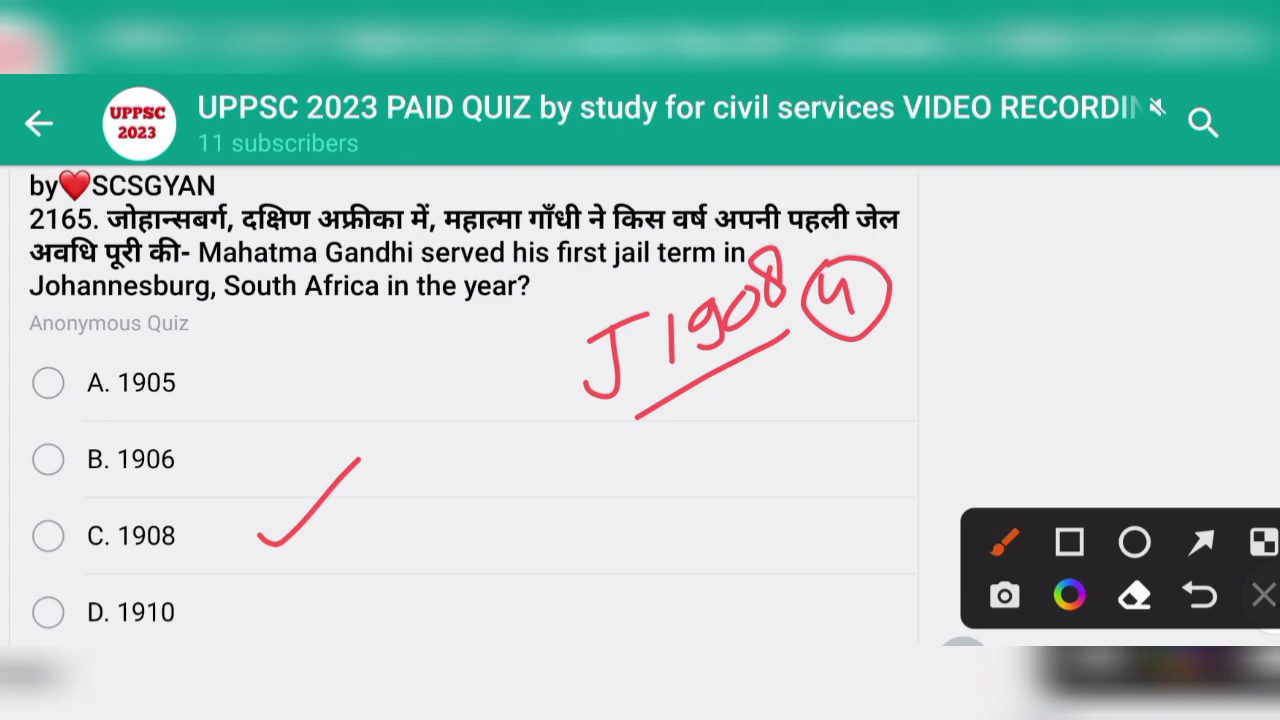 UPPSC
2023
UPPSC 2023 PAID QUIZ by study for civil services VIDEO RECORDIN
11 subscribers
by❤️SCSGYAN
2165. जोहान्सबर्ग, दक्षिण अफ्रीका में, महात्मा गाँधी ने किस वर्ष अपनी पहली जेल
अवधि पूरी की- Mahatma Gandhi served his first jail term in
Johannesburg, South Africa in the year?
J 1908 4
Anonymous Quiz
A. 1905
B. 1906
C. 1908
D. 1910